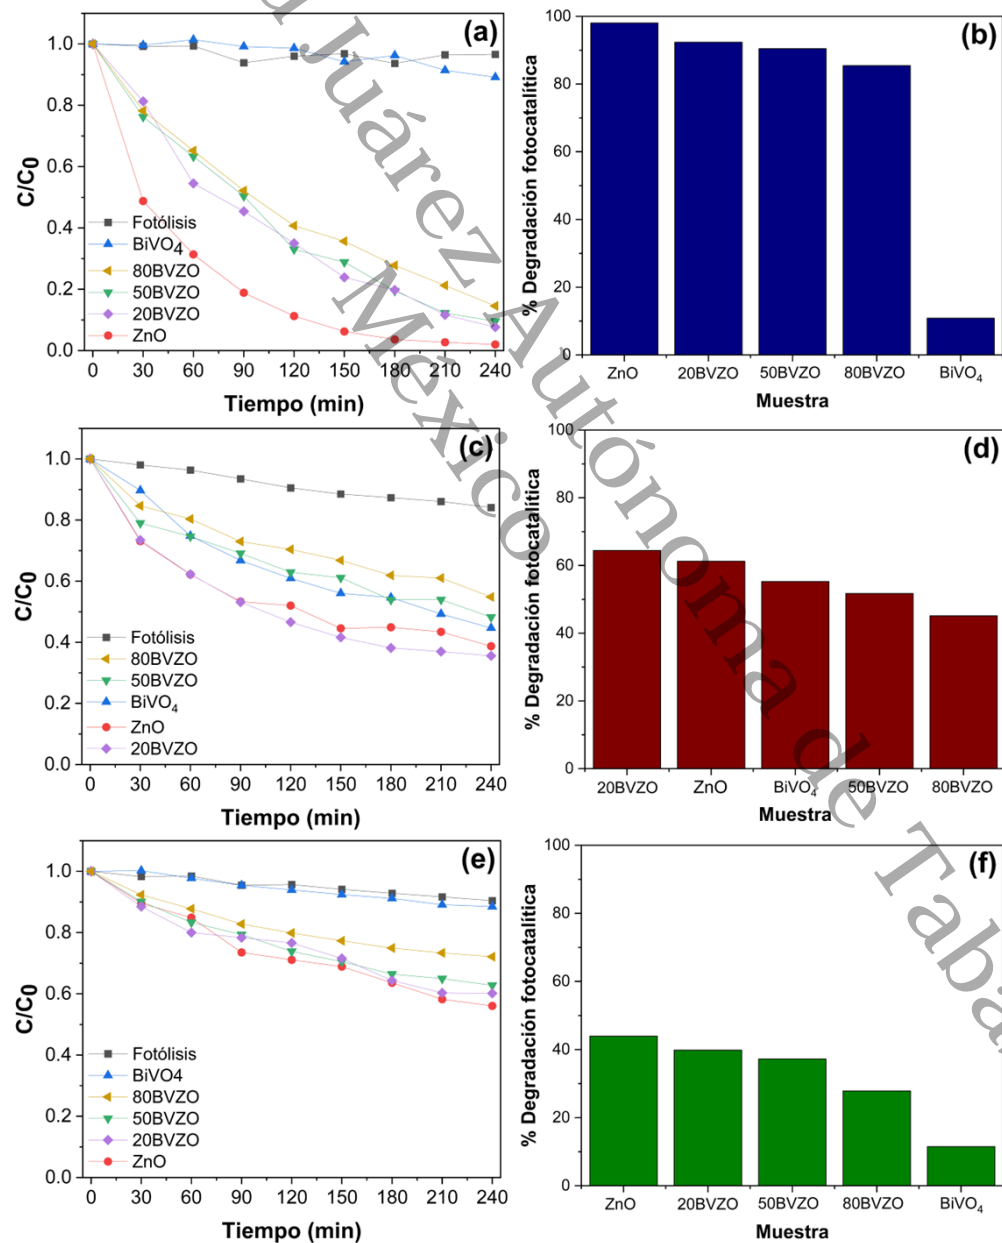 (a)
1.0
0.8
0.6
0.4
0.2
0.0
C/C0
Fotólisis
BiVO4
80BVZO
50BVZO
20BVZO
ZnO
0 30 60 90 120 150 180 210 240
Tiempo (min)
(b)
100
80
60
40
20
0
% Degradación fotocatalítica
ZnO 20BVZO 50BVZO 80BVZO BiVO4
Muestra
(c)
1.0
0.8
0.6
0.4
0.2
0.0
C/C0
Fotólisis
80BVZO
50BVZO
BiVO4
ZnO
20BVZO
0 30 60 90 120 150 180 210 240
Tiempo (min)
(d)
100
80
60
40
20
0
% Degradación fotocatalítica
20BVZO ZnO BiVO4 50BVZO 80BVZO
Muestra
(e)
1.0
0.8
0.6
0.4
0.2
0.0
C/C0
Fotólisis
BiVO4
80BVZO
50BVZO
20BVZO
ZnO
0 30 60 90 120 150 180 210 240
Tiempo (min)
(f)
100
80
60
40
20
0
% Degradación fotocatalítica
ZnO 20BVZO 50BVZO 80BVZO BiVO4
Muestra
Juárez Autónoma de
México